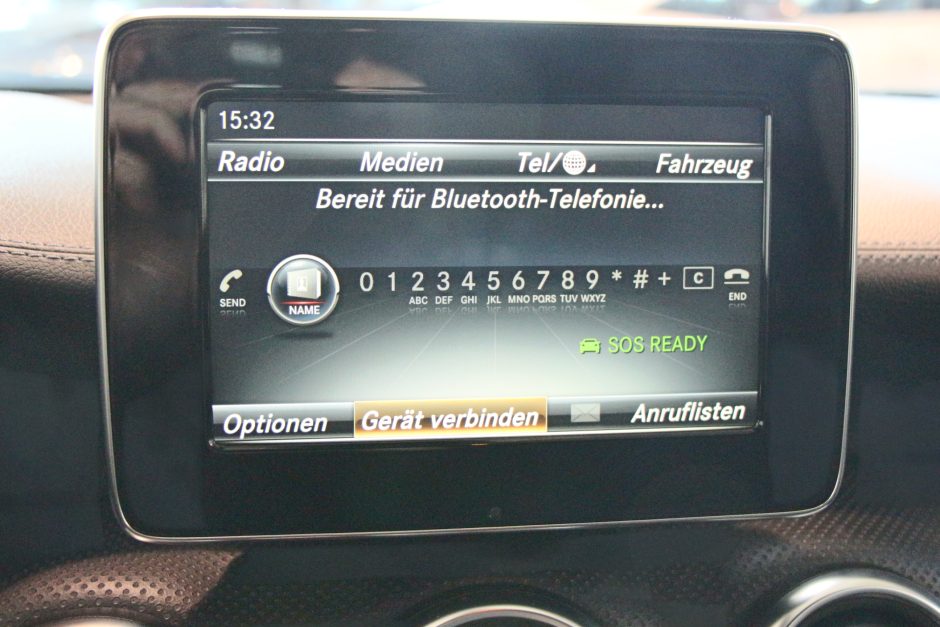 15:32
Radio Medien Tel/ Fahrzeug
Bereit für Bluetooth-Telefonie...
SEND NAME 0 1 2 3 4 5 6 7 8 9 * # + C END
ABC DEF GHI JKL MNO PQRS TUV WXYZ
SOS READY
Optionen Gerät verbinden Anruflisten